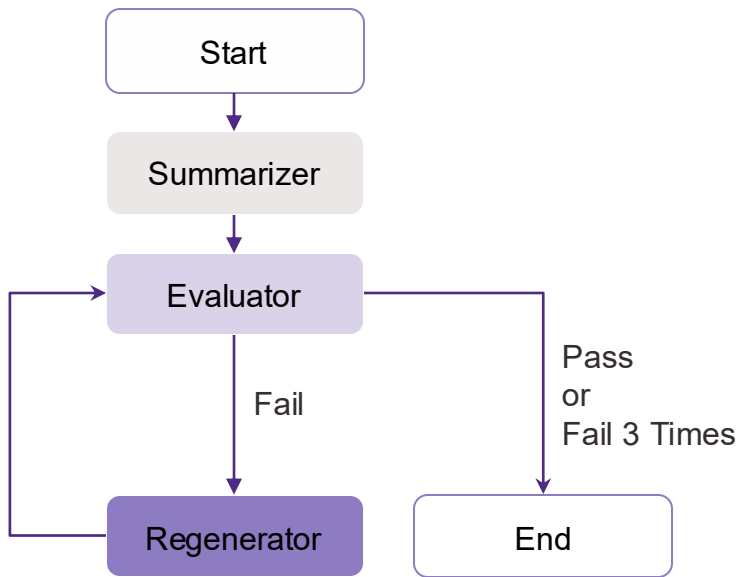 Start
Summarizer
Evaluator
Fail
Pass
or
Fail 3 Times
Regenerator
End